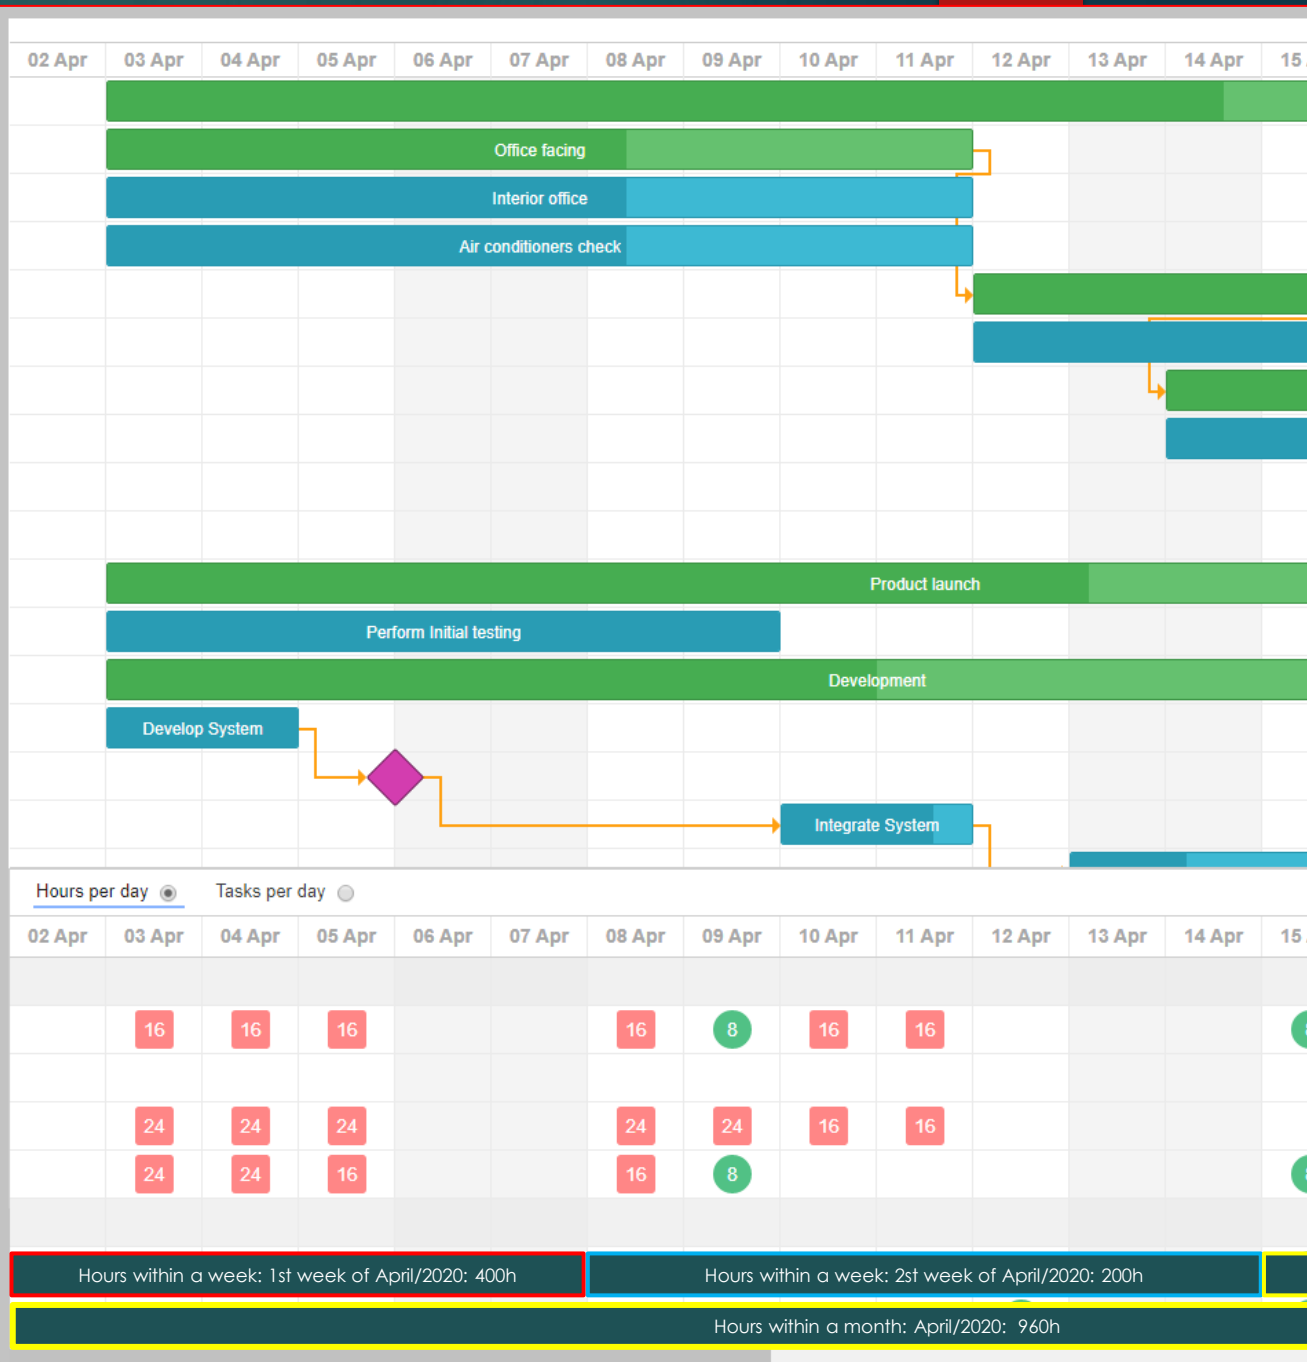 02 Apr 03 Apr 04 Apr 05 Apr 06 Apr 07 Apr 08 Apr 09 Apr 10 Apr 11 Apr 12 Apr 13 Apr 14 Apr 15
Office facing
Interior office
Air conditioners check
Product launch
Perform Initial testing
Development
Develop System
Integrate System
Hours per day Tasks per day
02 Apr 03 Apr 04 Apr 05 Apr 06 Apr 07 Apr 08 Apr 09 Apr 10 Apr 11 Apr 12 Apr 13 Apr 14 Apr 15
16 16 16 16 8 16 16
24 24 24 24 24 16 16
24 24 16 16 8
Hours within a week: 1st week of April/2020: 400h Hours within a week: 2st week of April/2020: 200h
Hours within a month: April/2020: 960h